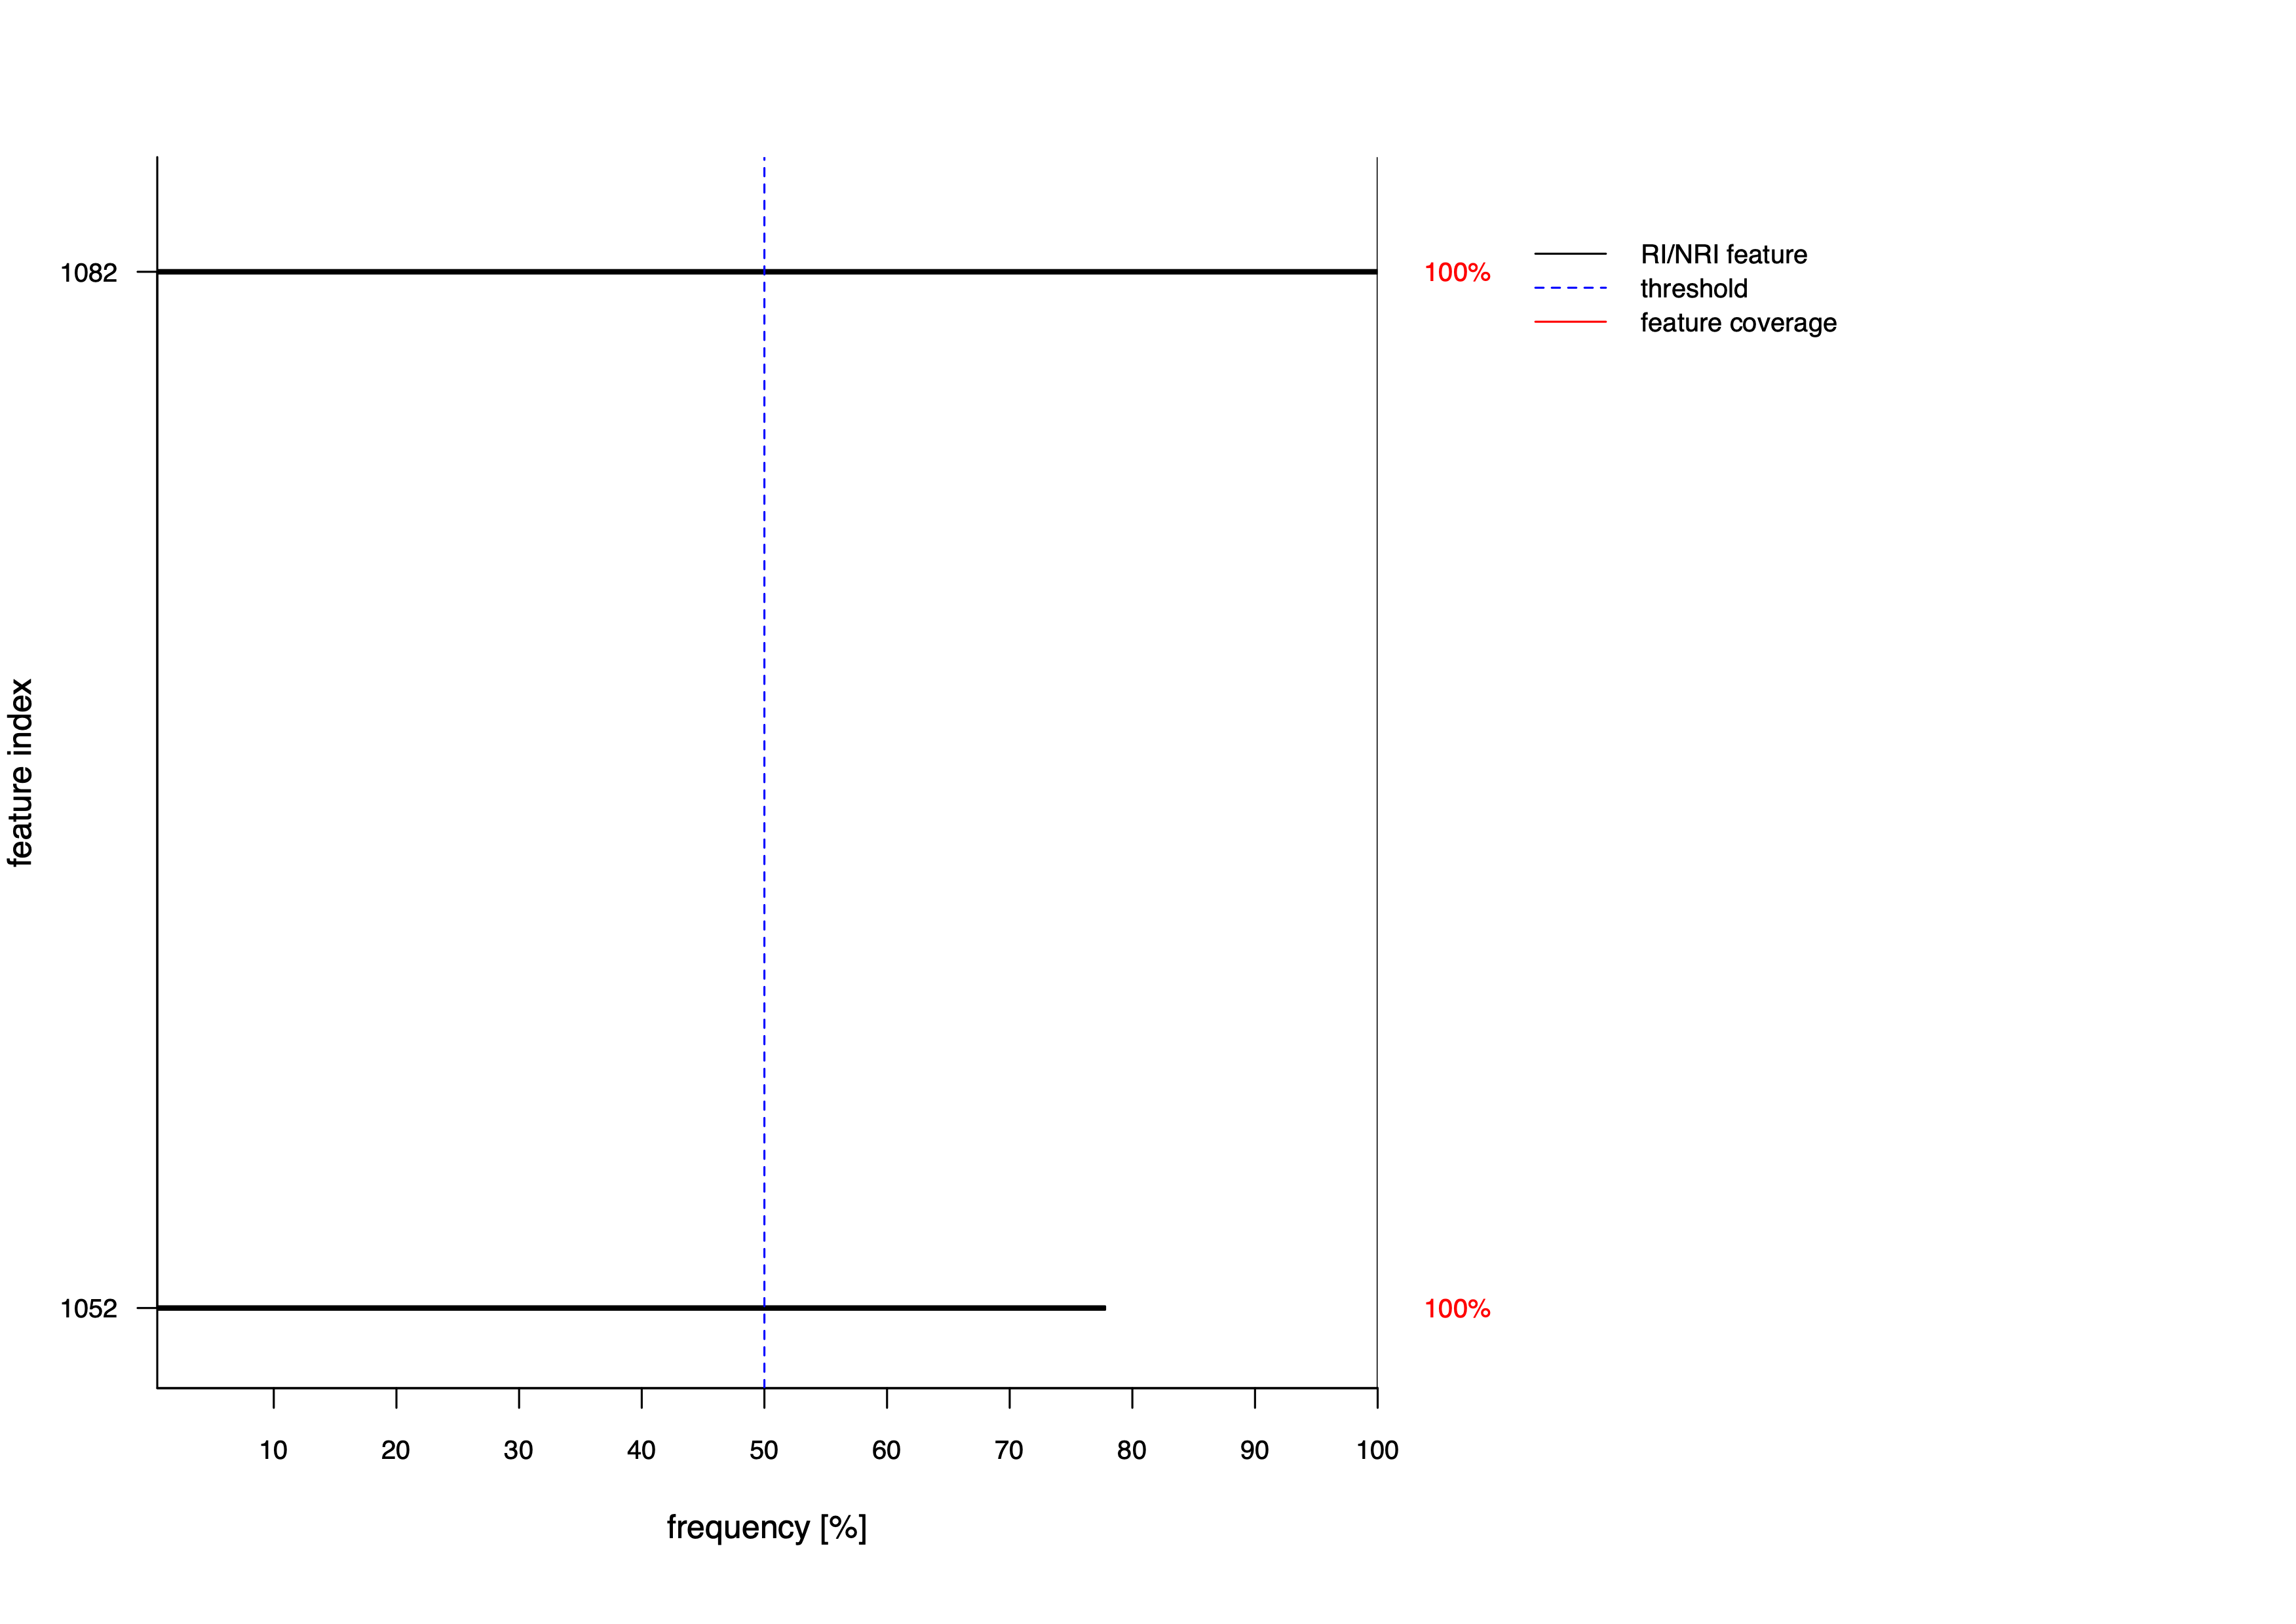 1082
100%
RI/NRI feature
threshold
feature coverage
feature index
1052
100%
10 20 30 40 50 60 70 80 90 100
frequency [%]